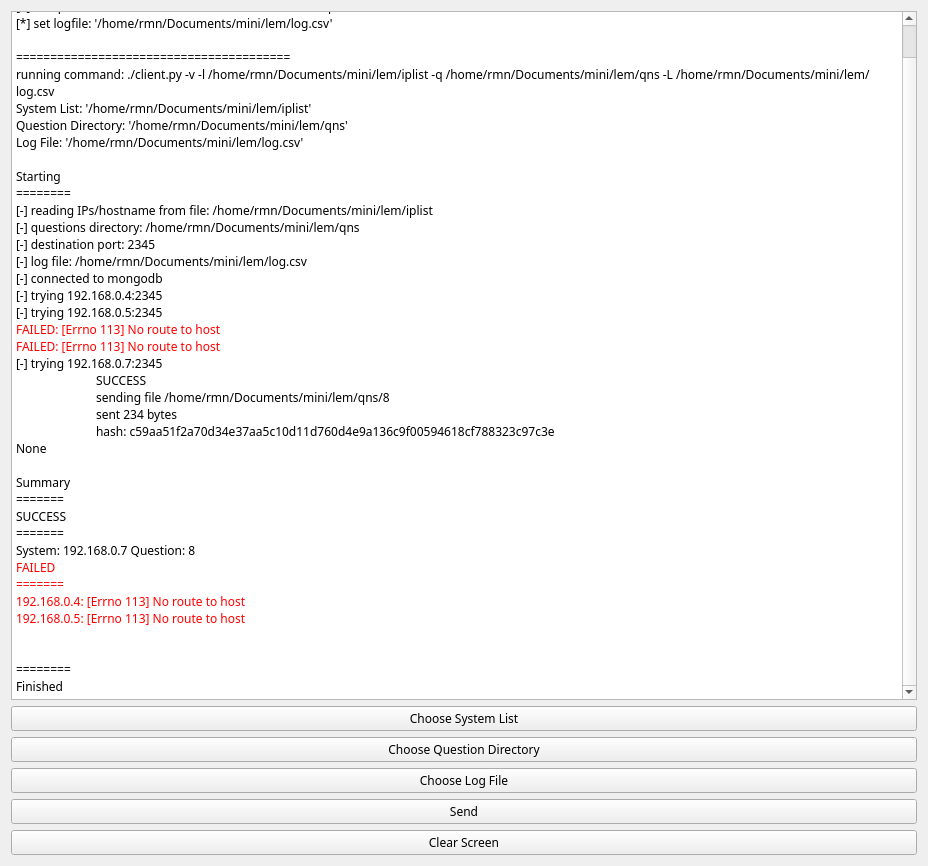 [*] set logfile: '/home/rmn/Documents/mini/lem/log.csv'
========================================
running command: ./client.py -v -l /home/rmn/Documents/mini/lem/iplist -q /home/rmn/Documents/mini/lem/qns -L /home/rmn/Documents/mini/lem/
log.csv
System List: '/home/rmn/Documents/mini/lem/iplist'
Question Directory: '/home/rmn/Documents/mini/lem/qns'
Log File: '/home/rmn/Documents/mini/lem/log.csv'
Starting
========
[-] reading IPs/hostname from file: /home/rmn/Documents/mini/lem/iplist
[-] questions directory: /home/rmn/Documents/mini/lem/qns
[-] destination port: 2345
[-] log file: /home/rmn/Documents/mini/lem/log.csv
[-] connected to mongodb
[-] trying 192.168.0.4:2345
[-] trying 192.168.0.5:2345
FAILED: [Errno 113] No route to host
FAILED: [Errno 113] No route to host
[-] trying 192.168.0.7:2345
SUCCESS
sending file /home/rmn/Documents/mini/lem/qns/8
sent 234 bytes
hash: c59aa51f2a70d34e37aa5c10d11d760d4e9a136c9f00594618cf788323c97c3e
None
Summary
=======
SUCCESS
=======
System: 192.168.0.7 Question: 8
FAILED
=======
192.168.0.4: [Errno 113] No route to host
192.168.0.5: [Errno 113] No route to host
========
Finished
Choose System List
Choose Question Directory
Choose Log File
Send
Clear Screen